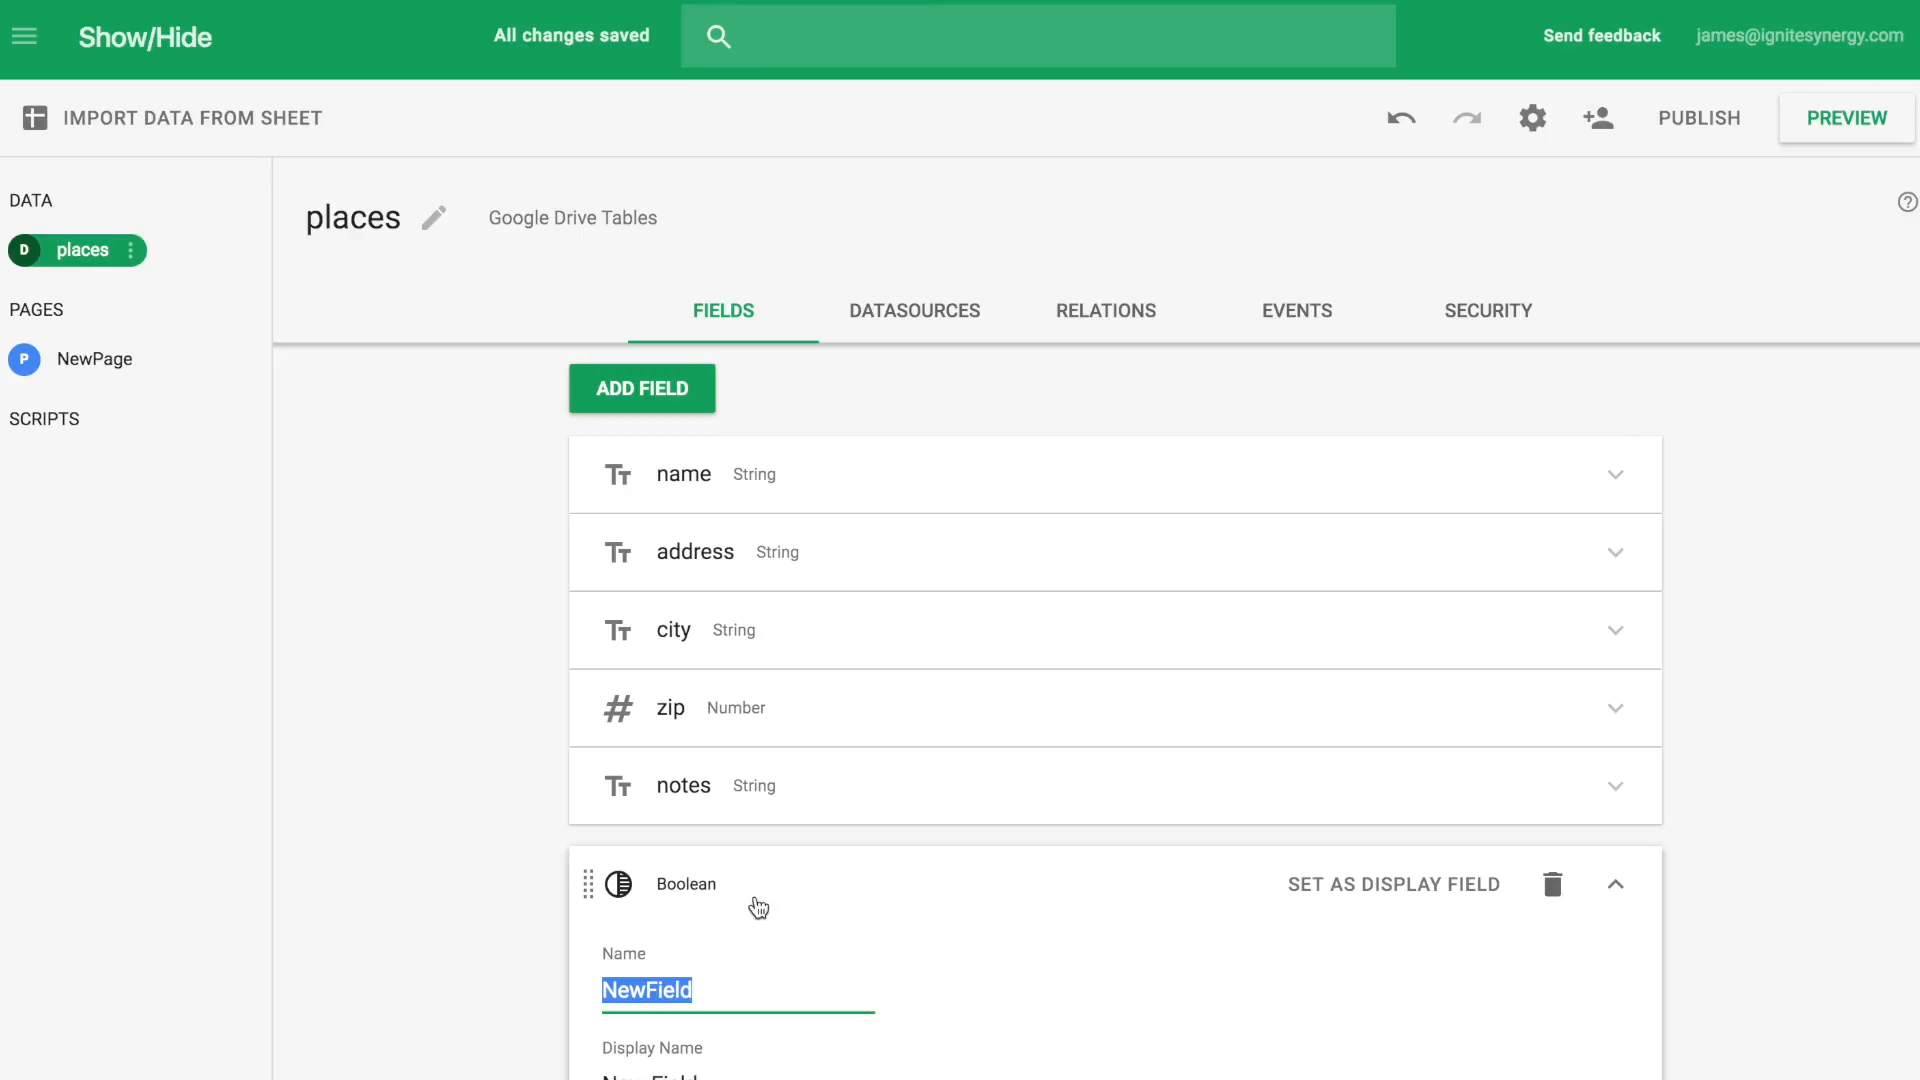 Show/Hide
All changes saved
Send feedback
james@ignitesynergy.com
IMPORT DATA FROM SHEET
PUBLISH
PREVIEW
DATA
D places
PAGES
P NewPage
SCRIPTS
places
Google Drive Tables
FIELDS
DATASOURCES
RELATIONS
EVENTS
SECURITY
ADD FIELD
name String
address String
city String
zip Number
notes String
Boolean
SET AS DISPLAY FIELD
Name
NewField
Display Name
New Field